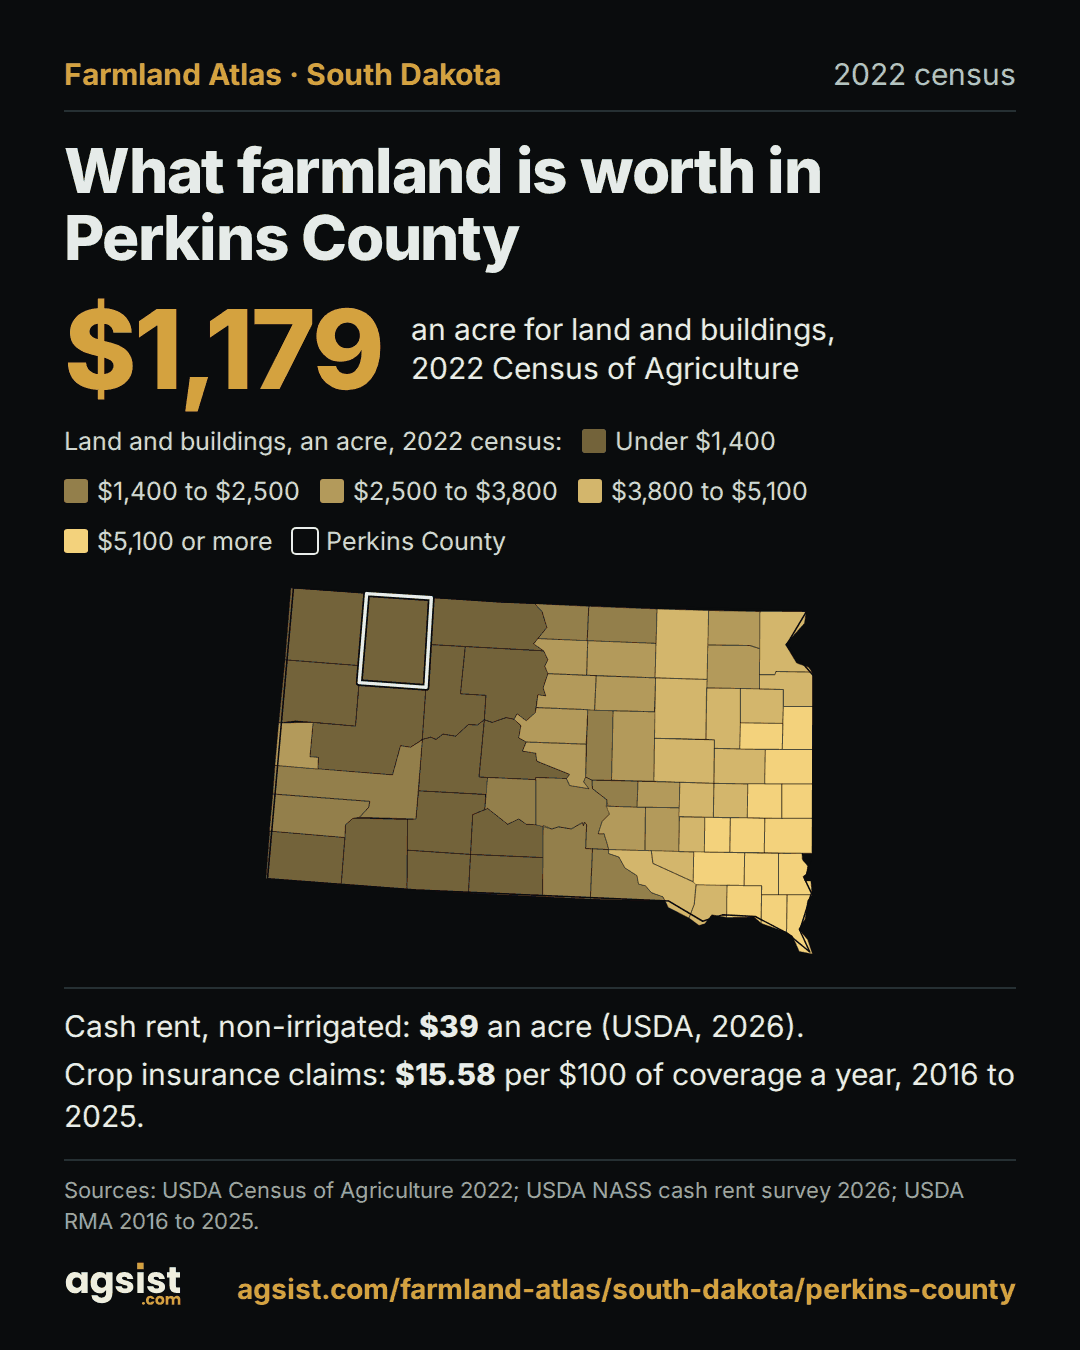 Farmland Atlas · South Dakota
2022 census
What farmland is worth in
Perkins County
$1,179
an acre for land and buildings,
2022 Census of Agriculture
Land and buildings, an acre, 2022 census:
Under $1,400
$1,400 to $2,500
$2,500 to $3,800
$3,800 to $5,100
$5,100 or more
Perkins County
Cash rent, non-irrigated: $39 an acre (USDA, 2026).
Crop insurance claims: $15.58 per $100 of coverage a year, 2016 to
2025.
Sources: USDA Census of Agriculture 2022; USDA NASS cash rent survey 2026; USDA
RMA 2016 to 2025.
agsist
.com
agsist.com/farmland-atlas/south-dakota/perkins-county